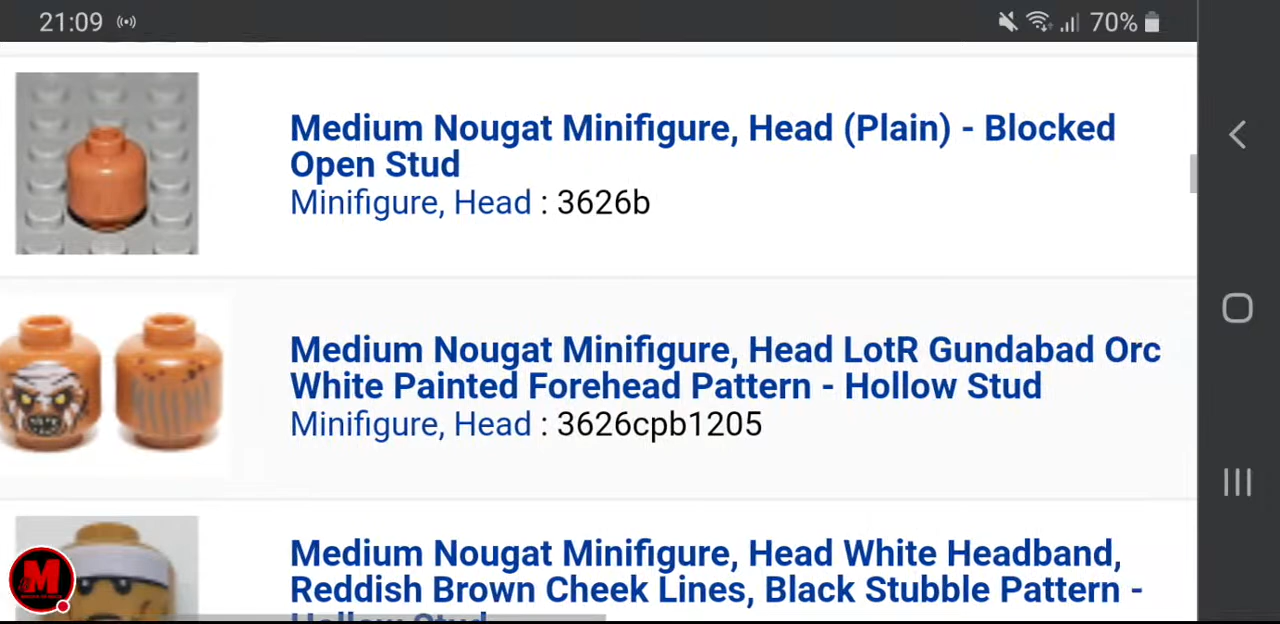 21:09
70%
Medium Nougat Minifigure, Head (Plain) - Blocked
Open Stud
Minifigure, Head : 3626b
Medium Nougat Minifigure, Head LotR Gundabad Orc
White Painted Forehead Pattern - Hollow Stud
Minifigure, Head : 3626cpb1205
Medium Nougat Minifigure, Head White Headband,
Reddish Brown Cheek Lines, Black Stubble Pattern -
Hollow Stud
M